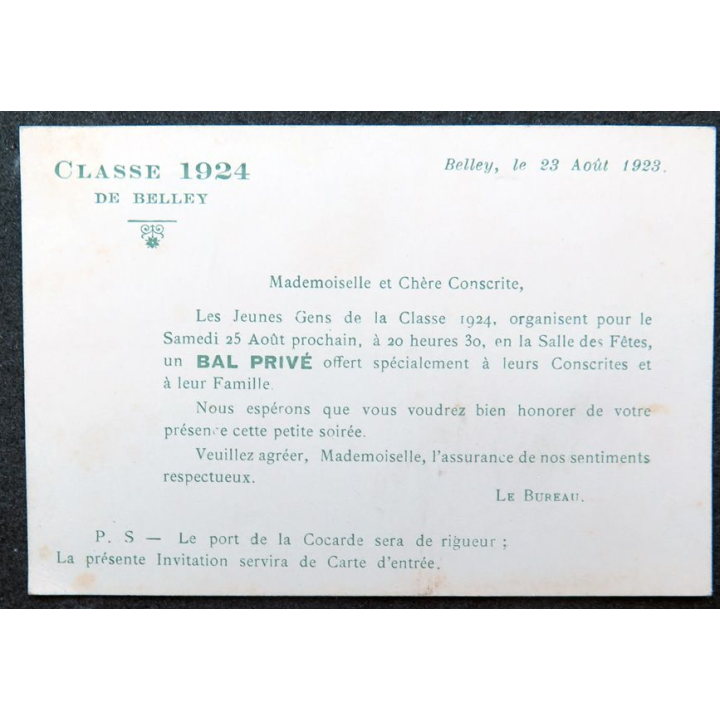 CLASSE 1924
DE BELLEY
Belley, le 23 Août 1923.
Mademoiselle et Chère Conscrite,
Les Jeunes Gens de la Classe 1924, organisent pour le
Samedi 25 Août prochain, à 20 heures 30, en la Salle des Fêtes,
un BAL PRIVÉ offert spécialement à leurs Conscrites et
à leur Famille.
Nous espérons que vous voudrez bien honorer de votre
présence cette petite soirée.
Veuillez agréer, Mademoiselle, l'assurance de nos sentiments
respectueux.
LE BUREAU.
P. S — Le port de la Cocarde sera de rigueur ;
La présente Invitation servira de Carte d'entrée.